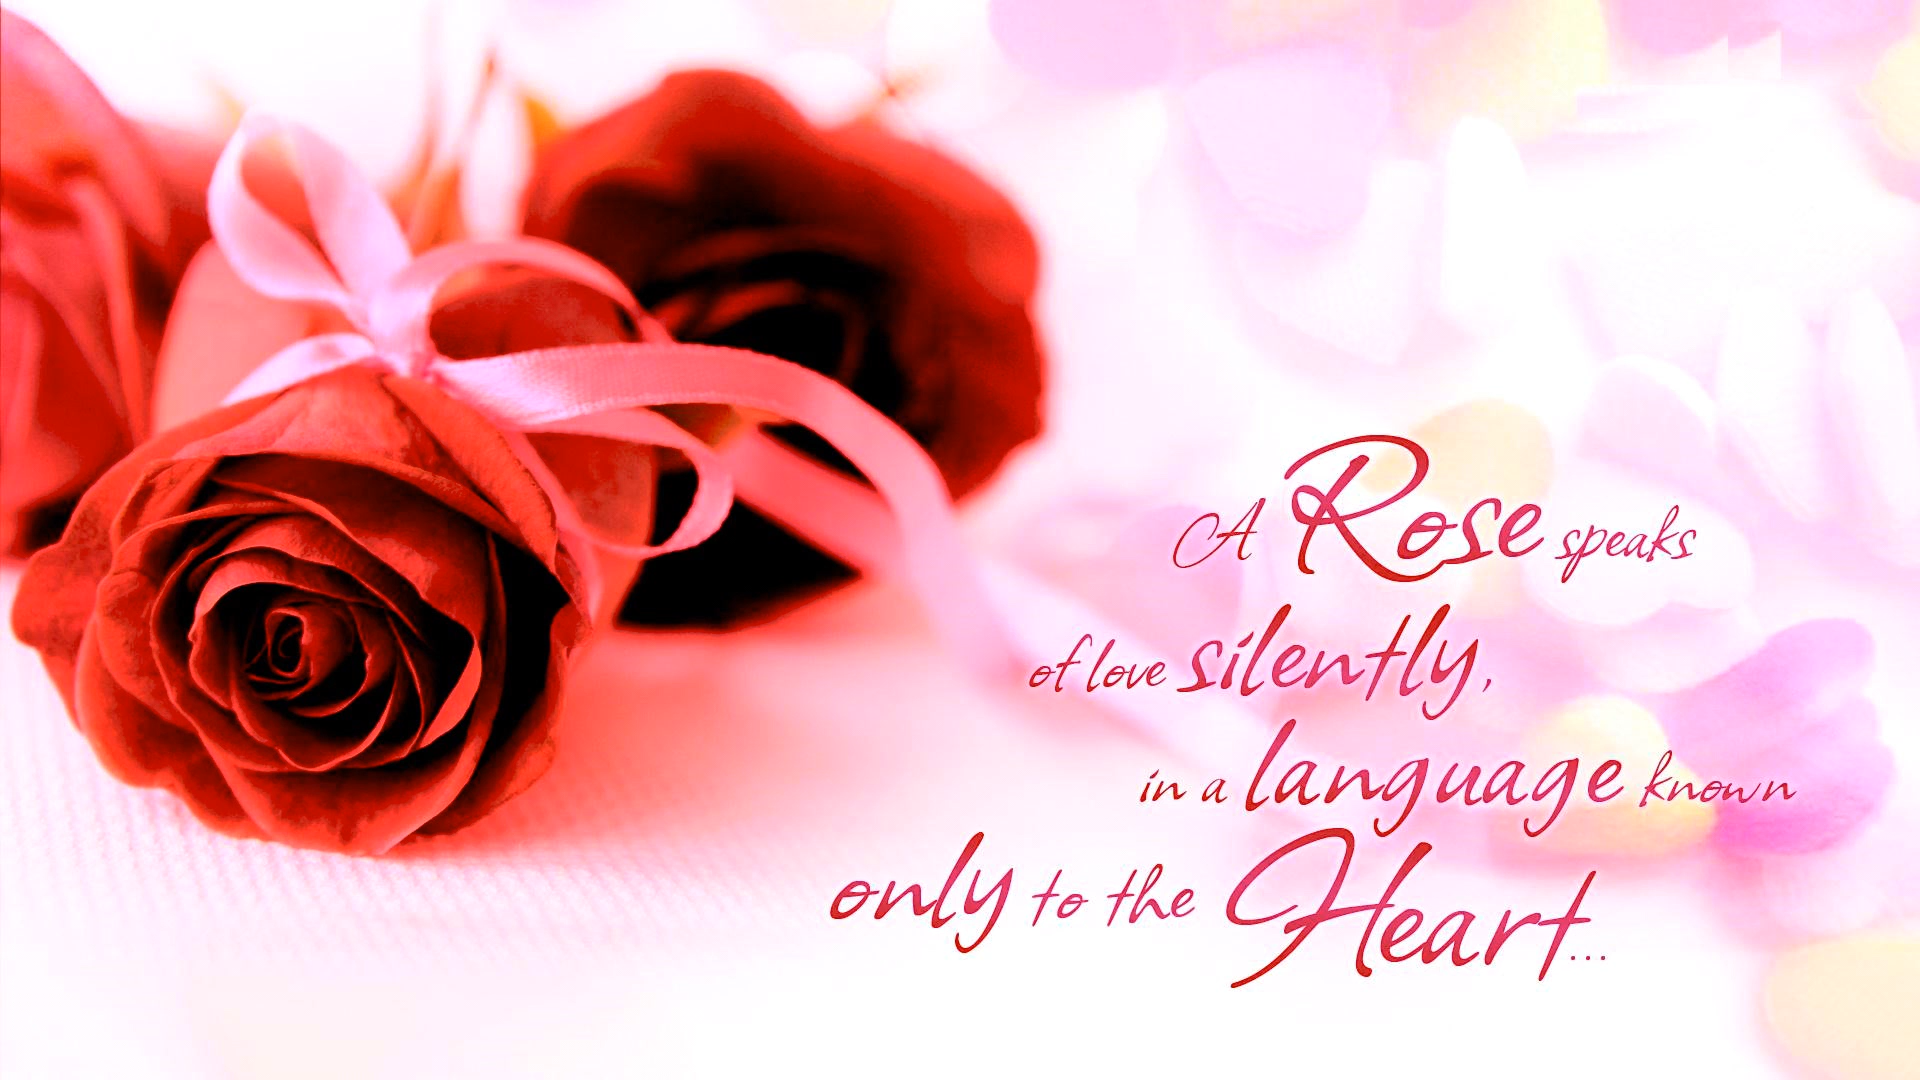 A Rose speaks
of love silently,
in a language known
only to the Heart...